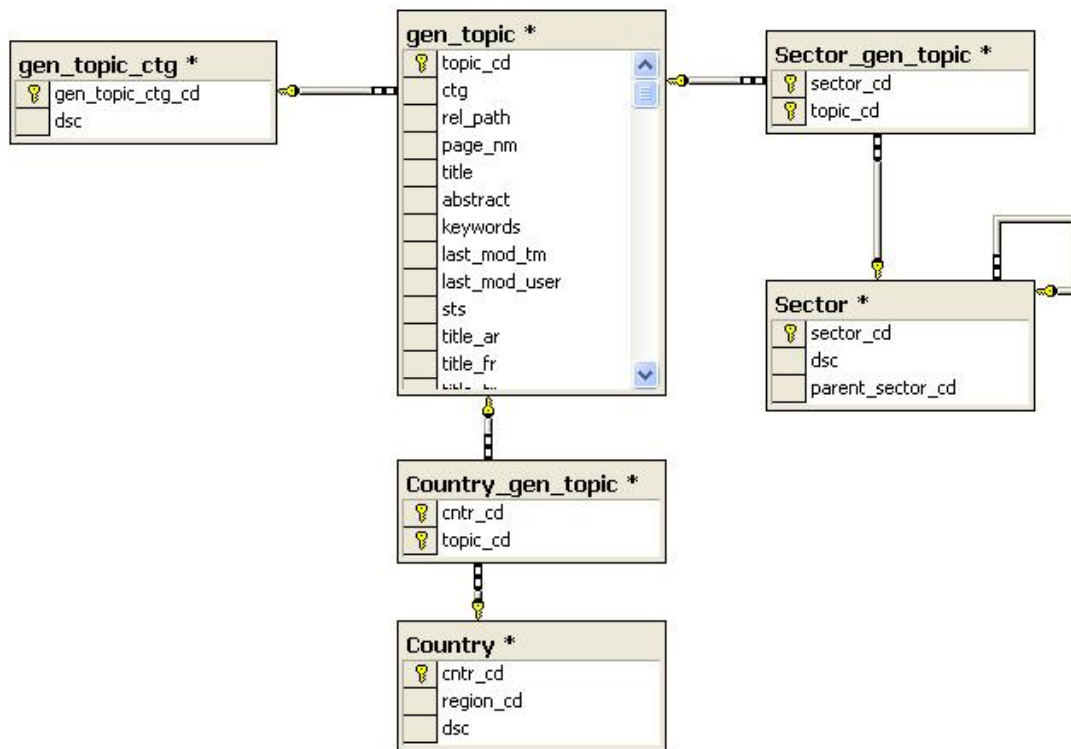 gen_topic_ctg *
gen_topic_ctg_cd
dsc
gen_topic *
topic_cd
ctg
rel_path
page_nm
title
abstract
keywords
last_mod_tm
last_mod_user
sts
title_ar
title_fr
Sector_gen_topic *
sector_cd
topic_cd
Sector *
sector_cd
dsc
parent_sector_cd
Country_gen_topic *
cntr_cd
topic_cd
Country *
cntr_cd
region_cd
dsc